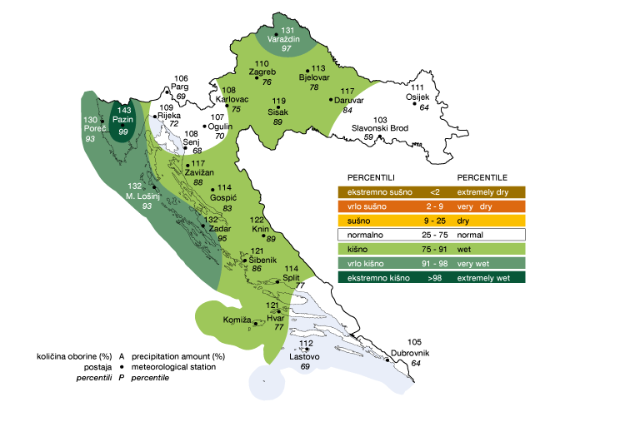 131
Varaždin
97
110
Zagreb
76
113
Bjelovar
78
106
Parg
69
108
Karlovac
75
117
Daruvar
84
111
Osijek
64
143
Pazin
99
109
Rijeka
72
119
Sisak
89
130
Poreč
93
107
Ogulin
70
103
Slavonski Brod
59
108
Senj
68
117
Zavižan
88
132
M. Lošinj
93
114
Gospić
83
132
Zadar
95
122
Knin
89
121
Šibenik
86
114
Split
77
121
Hvar
77
Komiža
112
Lastovo
69
105
Dubrovnik
64
PERCENTILI PERCENTILE
ekstremno sušno <2 extremely dry
vrlo sušno 2 - 9 very dry
sušno 9 - 25 dry
normalno 25 - 75 normal
kišno 75 - 91 wet
vrlo kišno 91 - 98 very wet
ekstremno kišno >98 extremely wet
količina oborine (%) A precipitation amount (%)
postaja • meteorological station
percentili P percentile